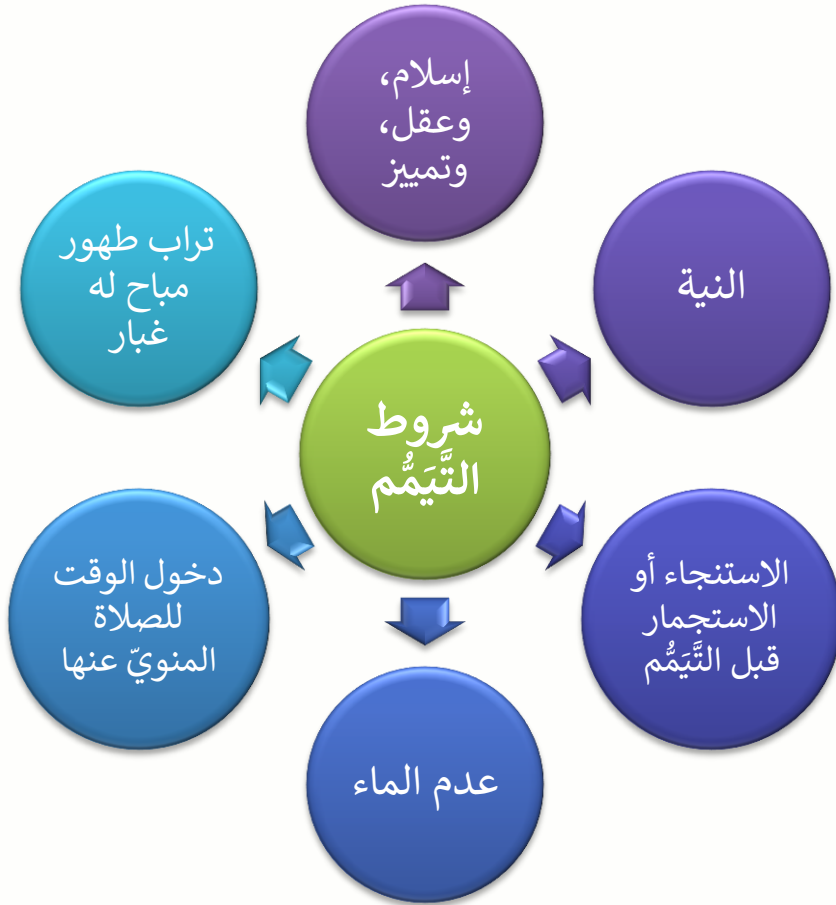 شروط
التَّيَمُّم
إسلام،
وعقل،
وتمييز
النية
الاستنجاء أو
الاستجمار
قبل التَّيَمُّم
عدم الماء
دخول الوقت
للصلاة
المنويّ عنها
تراب طهور
مباح له
غبار